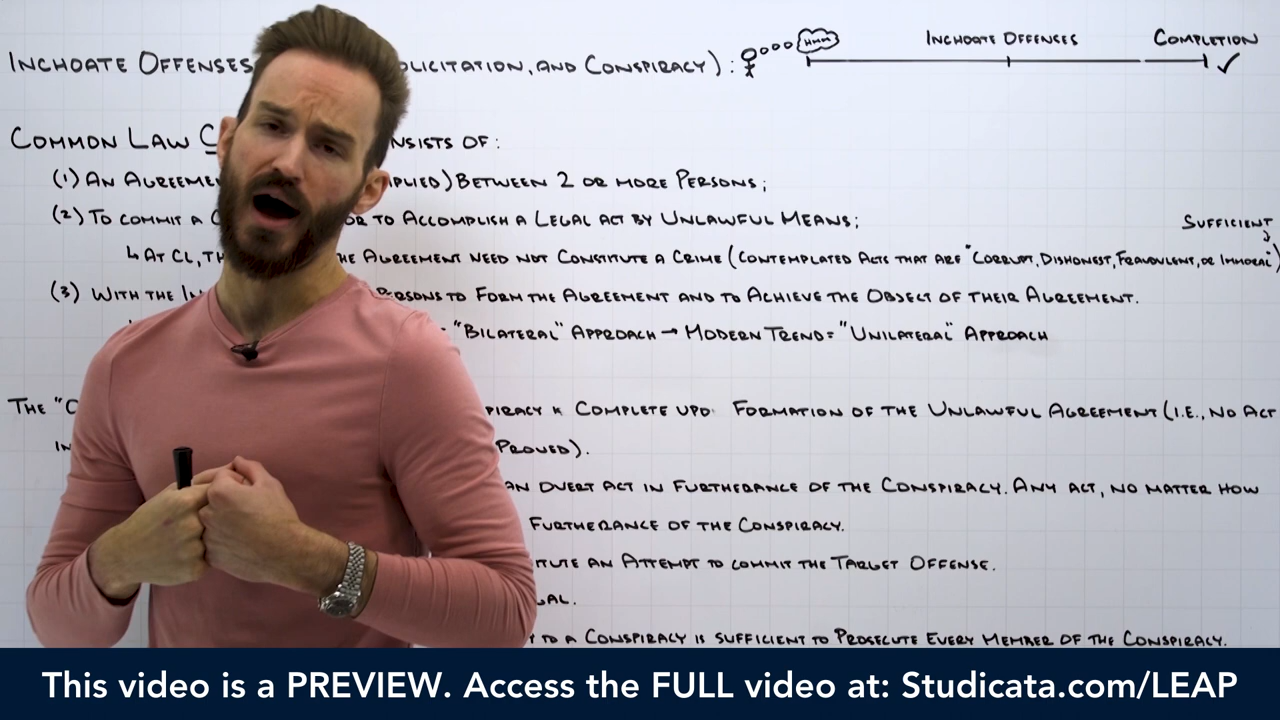 INCHOATE OFFENSES OLICITATION, AND CONSPIRACY):
HMM
INCHOATE OFFENSES
COMPLETION
COMMON LAW C NSISTS OF:
(1) AN AGREEME PLIED) BETWEEN 2 OR MORE PERSONS;
(2) TO COMMIT A C OR TO ACCOMPLISH A LEGAL ACT BY UNLAWFUL MEANS;
SUFFICIENT
↳ AT CL, TH HE AGREEMENT NEED NOT CONSTITUTE A CRIME (CONTEMPLATED ACTS THAT ARE "CORRUPT, DISHONEST, FRAUDULENT, OR IMMORAL")
(3) WITH THE IN PERSONS TO FORM THE AGREEMENT AND TO ACHIEVE THE OBJECT OF THEIR AGREEMENT.
= "BILATERAL" APPROACH → MODERN TREND = "UNILATERAL" APPROACH
THE "C PIRACY IS COMPLETE UPO FORMATION OF THE UNLAWFUL AGREEMENT (I.E., NO ACT
IN PROVED).
AN OVERT ACT IN FURTHERANCE OF THE CONSPIRACY. ANY ACT, NO MATTER HOW
FURTHERANCE OF THE CONSPIRACY.
TUTE AN ATTEMPT TO COMMIT THE TARGET OFFENSE.
GAL.
Y TO A CONSPIRACY IS SUFFICIENT TO PROSECUTE EVERY MEMBER OF THE CONSPIRACY.
This video is a PREVIEW. Access the FULL video at: Studicata.com/LEAP